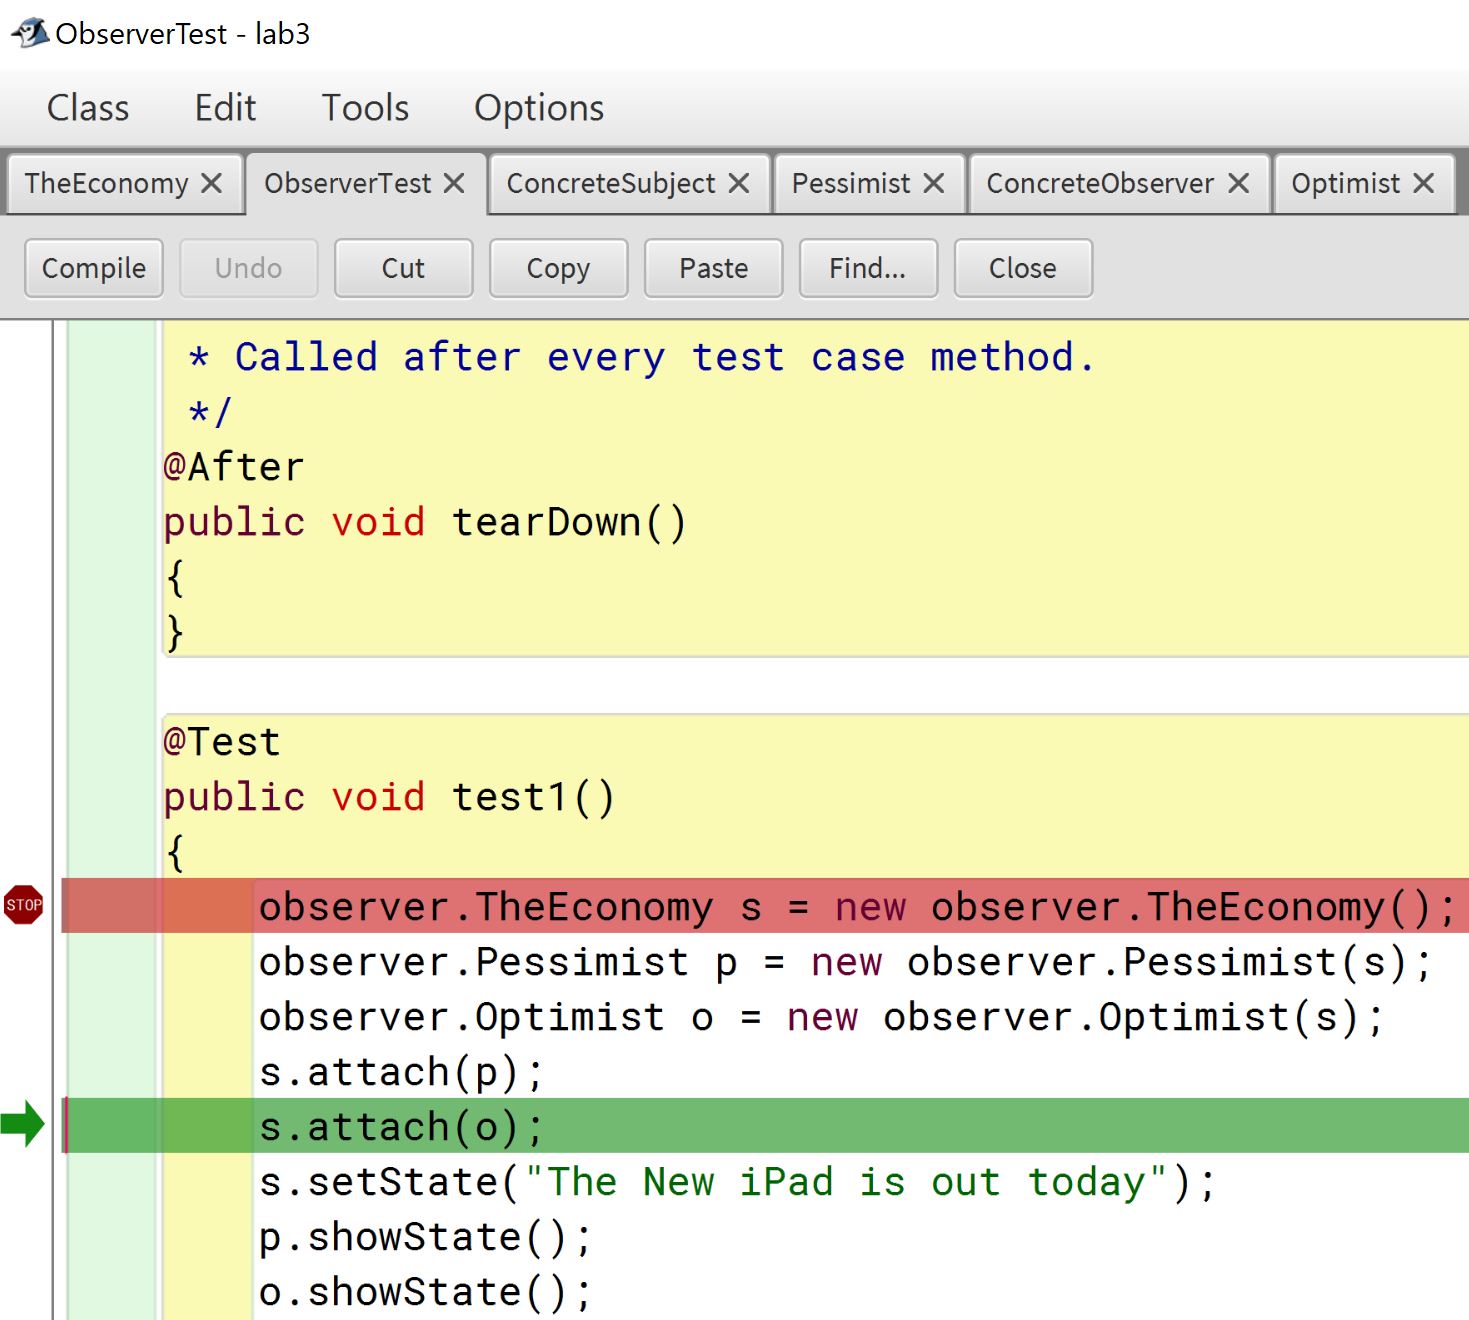 ObserverTest - lab3
Class Edit Tools Options
TheEconomy ObserverTest ConcreteSubject Pessimist ConcreteObserver Optimist
Compile Undo Cut Copy Paste Find... Close
* Called after every test case method.
*/
@After
public void tearDown()
{
}
@Test
public void test1()
{
STOP observer.TheEconomy s = new observer.TheEconomy();
observer.Pessimist p = new observer.Pessimist(s);
observer.Optimist o = new observer.Optimist(s);
s.attach(p);
s.attach(o);
s.setState("The New iPad is out today");
p.showState();
o.showState();